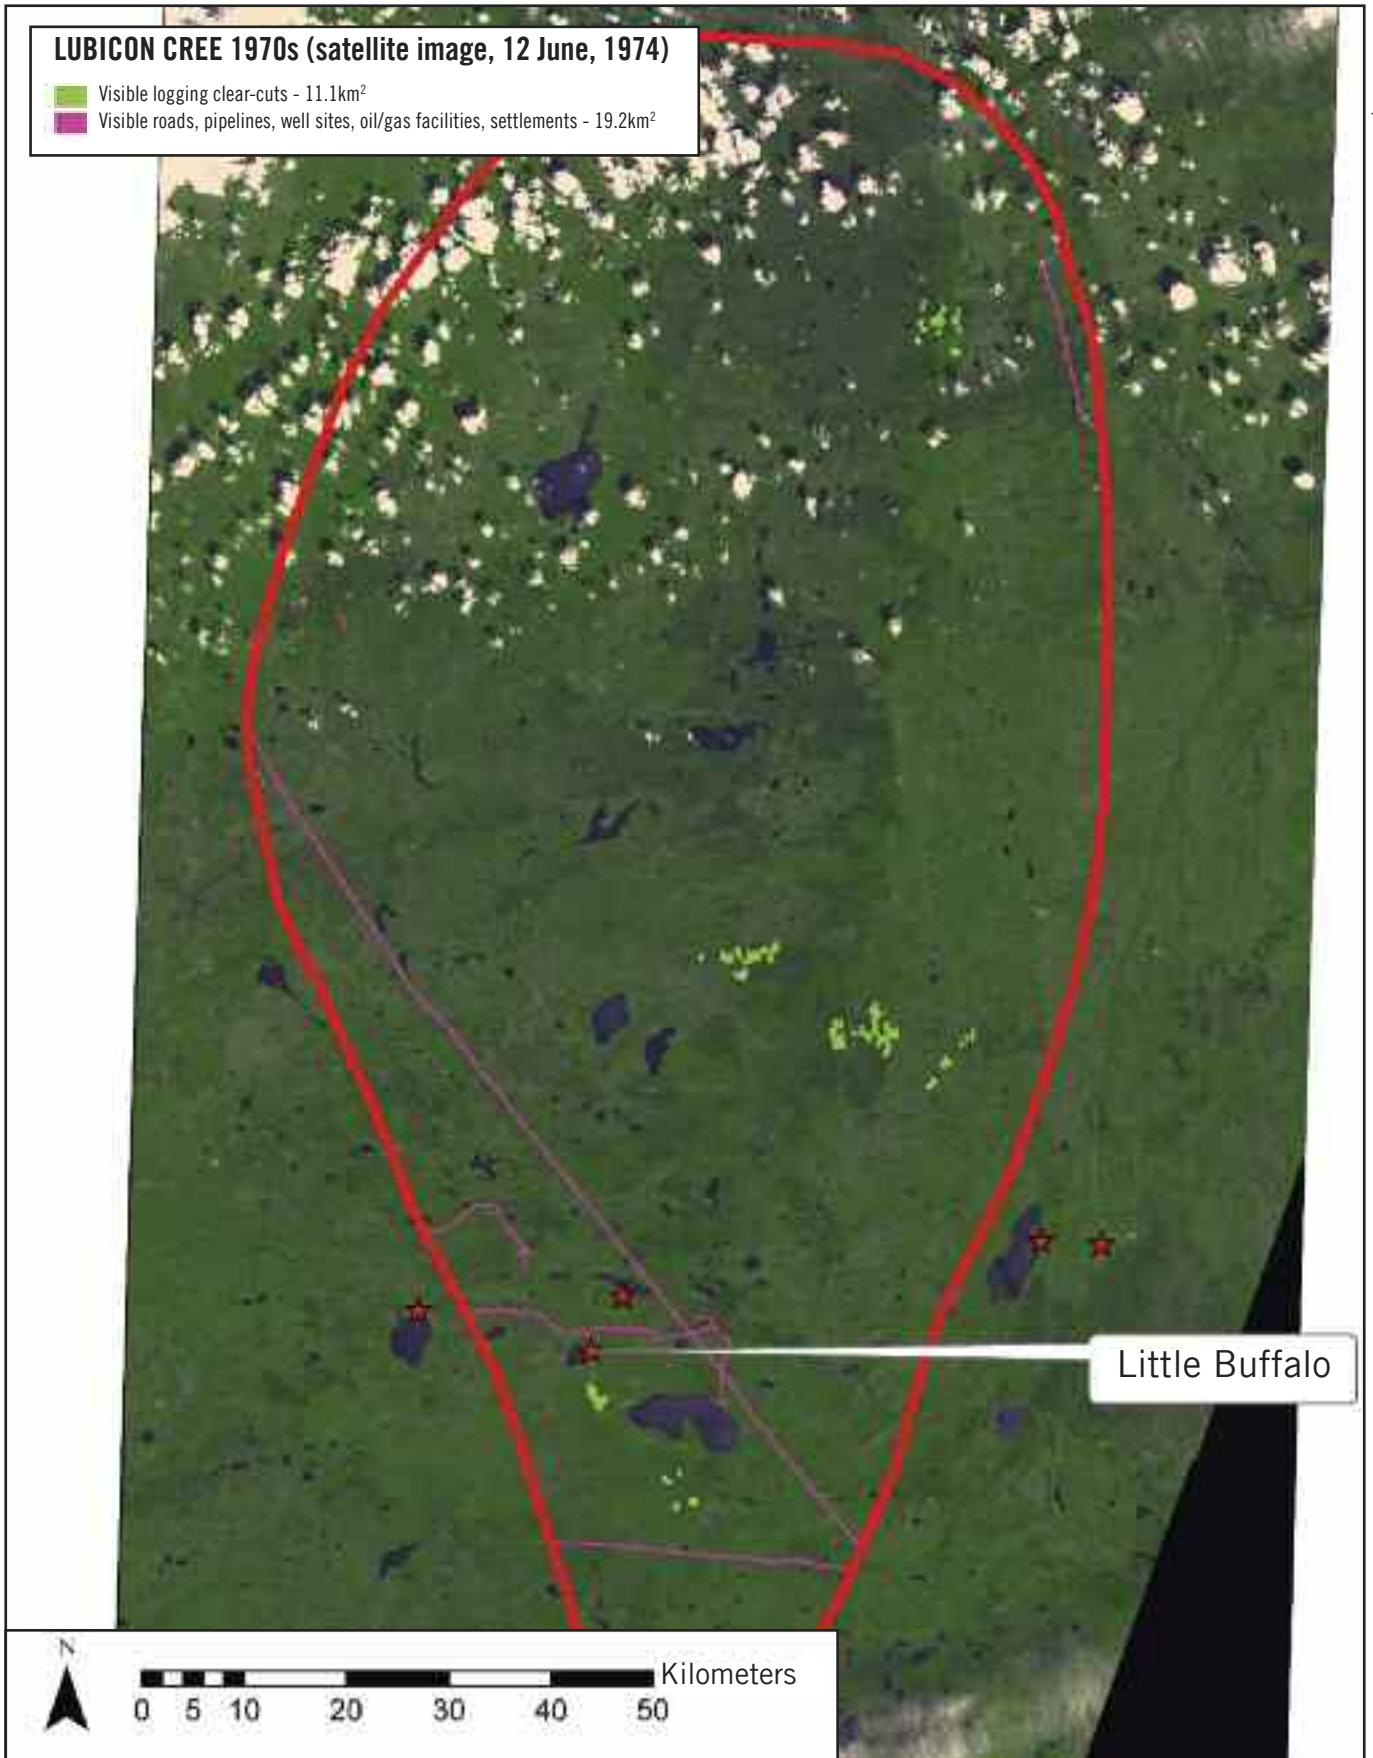 LUBICON CREE 1970s (satellite image, 12 June, 1974)
Visible logging clear-cuts - 11.1km²
Visible roads, pipelines, well sites, oil/gas facilities, settlements - 19.2km²
Little Buffalo
N
Kilometers
0 5 10 20 30 40 50